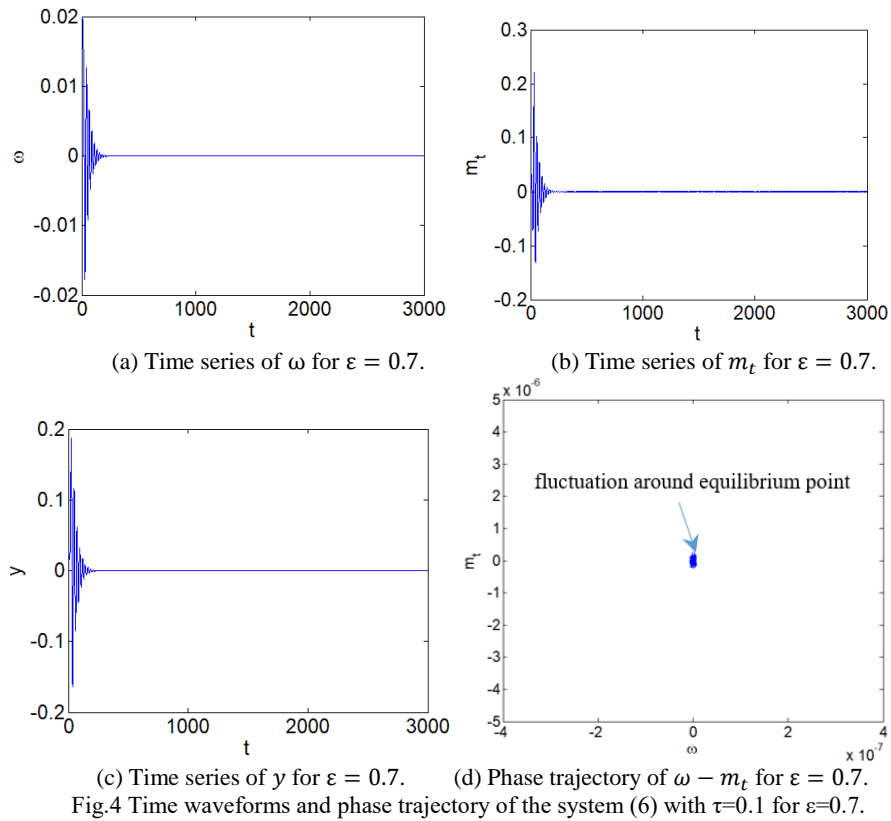 0.02
0.01
0
-0.01
-0.02
ω
0 1000 2000 3000
t
(a) Time series of ω for ε = 0.7.
0.3
0.2
0.1
0
-0.1
-0.2
m_t
0 1000 2000 3000
t
(b) Time series of m_t for ε = 0.7.
0.2
0.1
0
-0.1
-0.2
y
0 1000 2000 3000
t
(c) Time series of y for ε = 0.7.
x 10^-6
5
4
3
2
1
0
-1
-2
-3
-4
-5
m_t
fluctuation around equilibrium point
-4 -2 0 2 4
ω
x 10^-7
(d) Phase trajectory of ω − m_t for ε = 0.7.
Fig.4 Time waveforms and phase trajectory of the system (6) with τ=0.1 for ε=0.7.